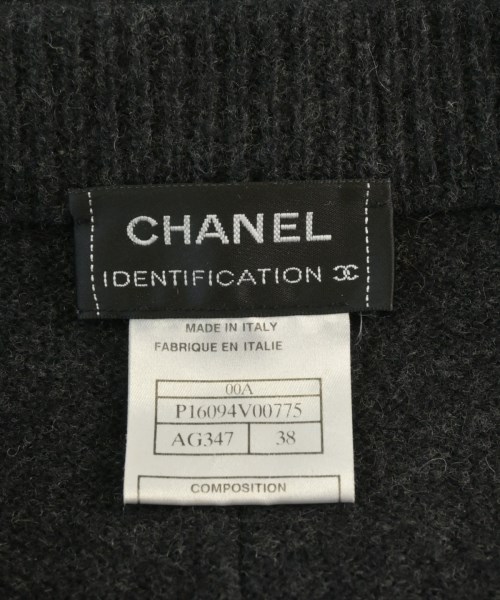 CHANEL
IDENTIFICATION
MADE IN ITALY
FABRIQUE EN ITALIE
00A
P16094V00775
AG347 38
COMPOSITION